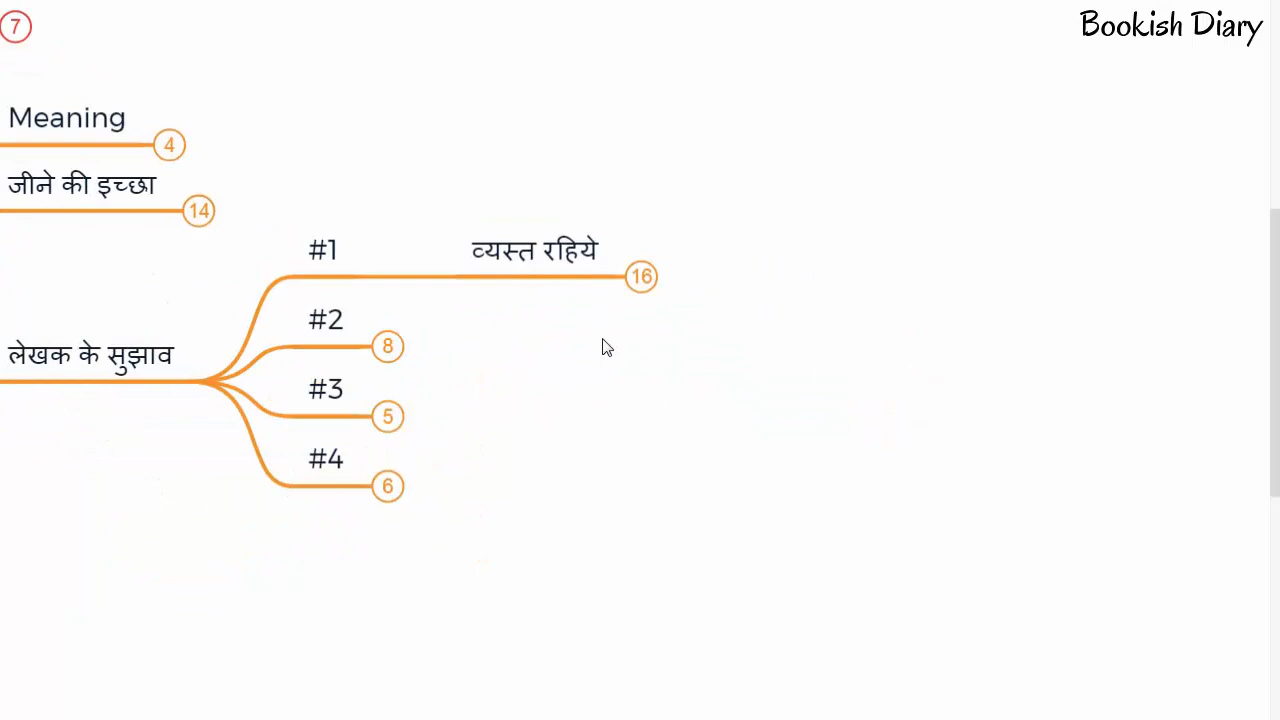 7
Bookish Diary
Meaning
4
जीने की इच्छा
14
#1
व्यस्त रहिये
16
#2
8
लेखक के सुझाव
#3
5
#4
6